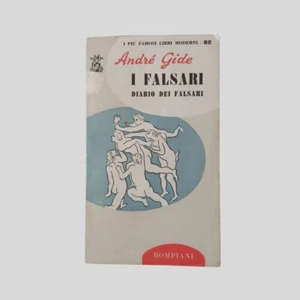 I PIÙ FAMOSI LIBRI MODERNI - 82
André Gide
I FALSARI
DIARIO DEI FALSARI
BOMPIANI